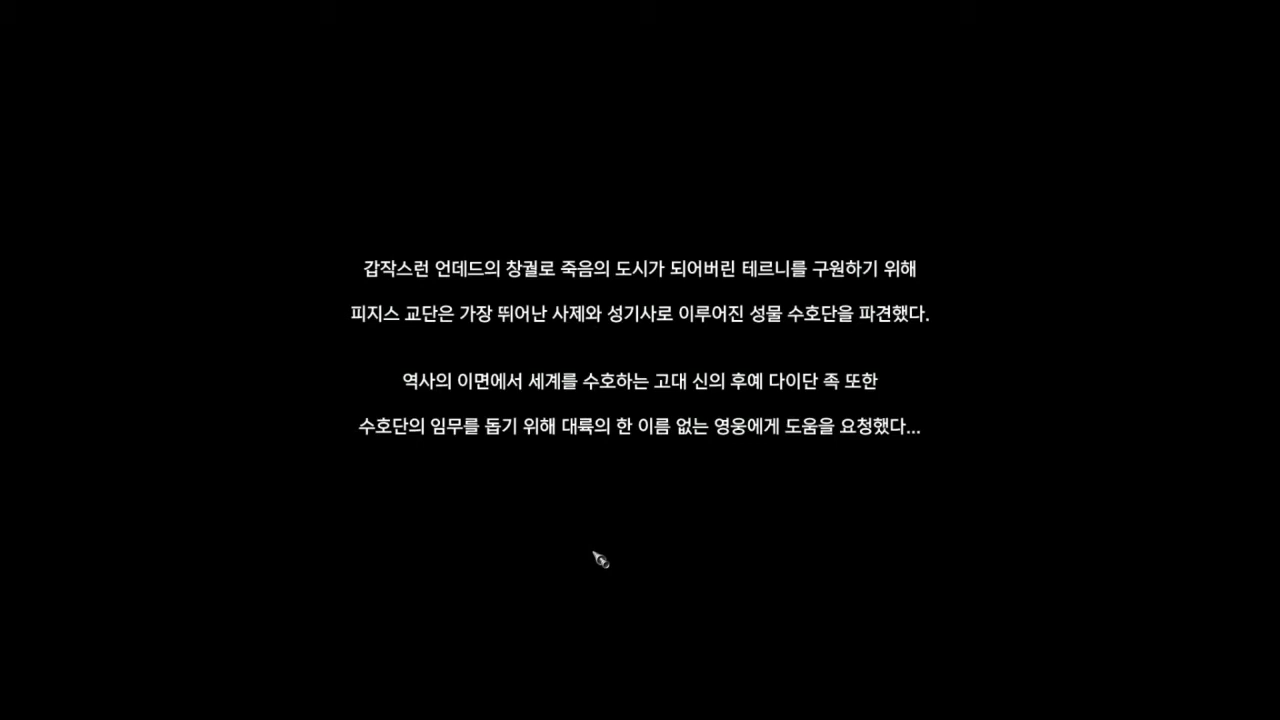 갑작스런 언데드의 창궐로 죽음의 도시가 되어버린 테르니를 구원하기 위해
피지스 교단은 가장 뛰어난 사제와 성기사로 이루어진 성물 수호단을 파견했다.
역사의 이면에서 세계를 수호하는 고대 신의 후예 다이단 족 또한
수호단의 임무를 돕기 위해 대륙의 한 이름 없는 영웅에게 도움을 요청했다...